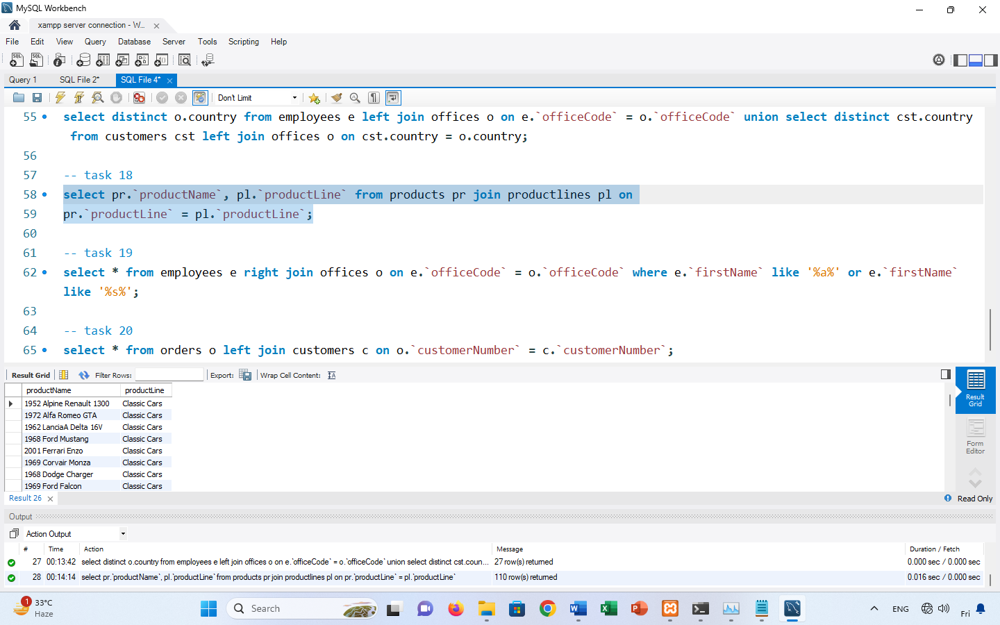 MySQL Workbench
xampp server connection - W...
File Edit View Query Database Server Tools Scripting Help
Query 1 SQL File 2* SQL File 4*
Don't Limit
55 select distinct o.country from employees e left join offices o on e.`officeCode` = o.`officeCode` union select distinct cst.country
from customers cst left join offices o on cst.country = o.country;
56
57 -- task 18
58 select pr.`productName`, pl.`productLine` from products pr join productlines pl on
59 pr.`productLine` = pl.`productLine`;
60
61 -- task 19
62 select * from employees e right join offices o on e.`officeCode` = o.`officeCode` where e.`firstName` like '%a%' or e.`firstName`
like '%s%';
63
64 -- task 20
65 select * from orders o left join customers c on o.`customerNumber` = c.`customerNumber`;
Result Grid Filter Rows: Export: Wrap Cell Content:
productName productLine
1952 Alpine Renault 1300 Classic Cars
1972 Alfa Romeo GTA Classic Cars
1962 LanciaA Delta 16V Classic Cars
1968 Ford Mustang Classic Cars
2001 Ferrari Enzo Classic Cars
1969 Corvair Monza Classic Cars
1968 Dodge Charger Classic Cars
1969 Ford Falcon Classic Cars
Result
Grid
Form
Editor
Result 26
Read Only
Output
Action Output
# Time Action Message Duration / Fetch
27 00:13:42 select distinct o.country from employees e left join offices o on e.`officeCode` = o.`officeCode` union select distinct cst.coun... 27 row(s) returned 0.000 sec / 0.000 sec
28 00:14:14 select pr.`productName`, pl.`productLine` from products pr join productlines pl on pr.`productLine` = pl.`productLine` 110 row(s) returned 0.016 sec / 0.000 sec
1
33°C
Haze
Search
ENG
Fri